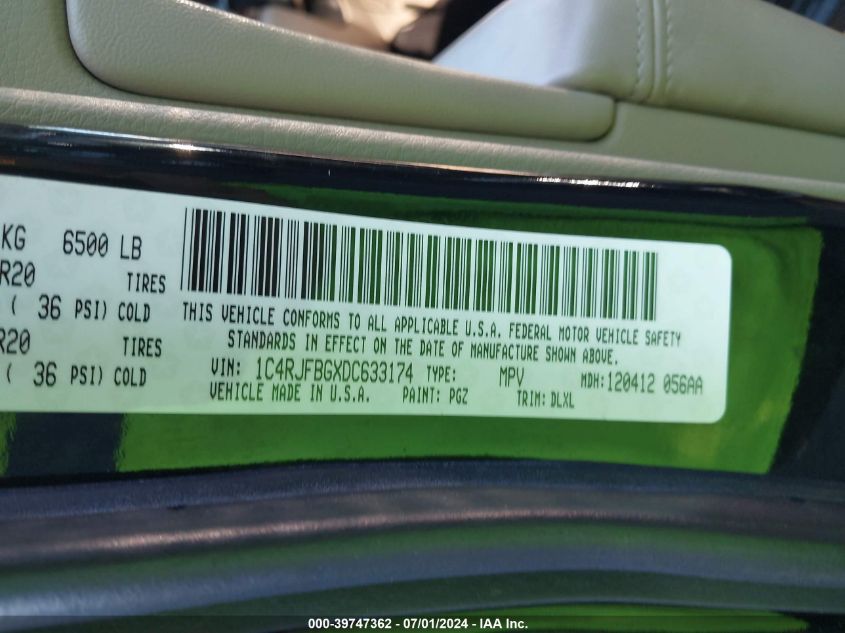 KG 6500 LB
R20 TIRES
( 36 PSI) COLD
R20 TIRES
( 36 PSI) COLD
THIS VEHICLE CONFORMS TO ALL APPLICABLE U.S.A. FEDERAL MOTOR VEHICLE SAFETY
STANDARDS IN EFFECT ON THE DATE OF MANUFACTURE SHOWN ABOVE.
VIN: 1C4RJFBGXDC633174 TYPE: MPV MDH:120412 056AA
VEHICLE MADE IN U.S.A. PAINT: PGZ TRIM: DLXL
000-39747362 - 07/01/2024 - IAA Inc.